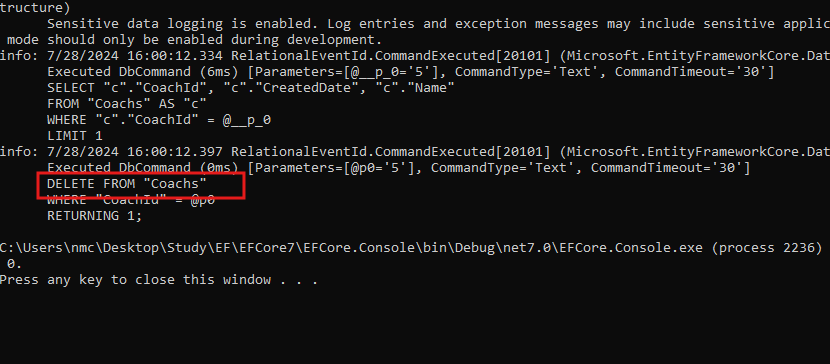 tructure)
Sensitive data logging is enabled. Log entries and exception messages may include sensitive applic
mode should only be enabled during development.
info: 7/28/2024 16:00:12.334 RelationalEventId.CommandExecuted[20101] (Microsoft.EntityFrameworkCore.Dat
Executed DbCommand (6ms) [Parameters=[@__p_0='5'], CommandType='Text', CommandTimeout='30']
SELECT "c"."CoachId", "c"."CreatedDate", "c"."Name"
FROM "Coachs" AS "c"
WHERE "c"."CoachId" = @__p_0
LIMIT 1
info: 7/28/2024 16:00:12.397 RelationalEventId.CommandExecuted[20101] (Microsoft.EntityFrameworkCore.Dat
Executed DbCommand (0ms) [Parameters=[@p0='5'], CommandType='Text', CommandTimeout='30']
DELETE FROM "Coachs"
WHERE "CoachId" = @p0
RETURNING 1;
C:\Users\nmc\Desktop\Study\EF\EFCore7\EFCore.Console\bin\Debug\net7.0\EFCore.Console.exe (process 2236)
0.
Press any key to close this window . . .